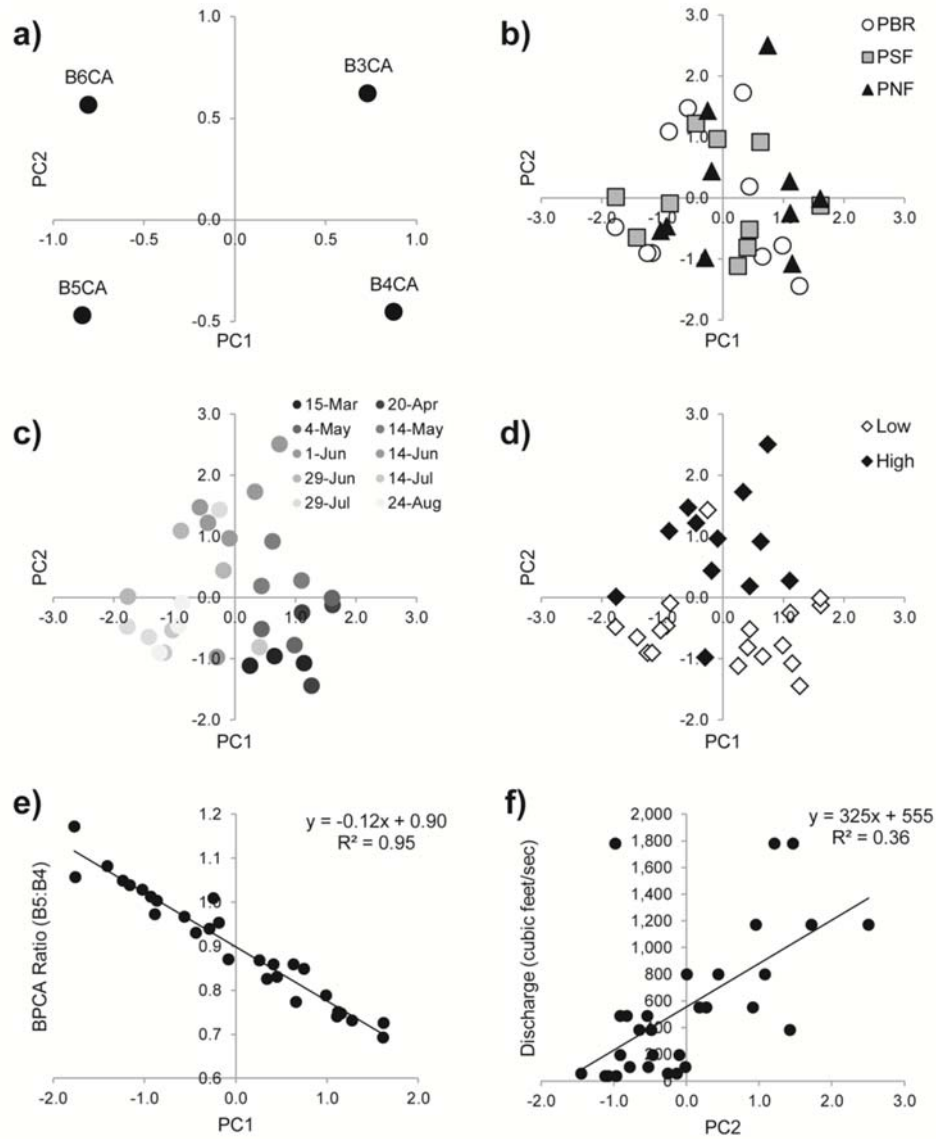 a)
1.0
B6CA
B3CA
0.5
PC2
0.0
-1.0
-0.5
0.0
0.5
1.0
B5CA
B4CA
-0.5
PC1
b)
3.0
PBR
PSF
PNF
2.0
1.0
PC2
0.0
-3.0
-2.0
-1.0
0.0
1.0
2.0
3.0
-1.0
-2.0
PC1
c)
3.0
15-Mar
20-Apr
4-May
14-May
1-Jun
14-Jun
29-Jun
14-Jul
29-Jul
24-Aug
2.0
1.0
PC2
0.0
-3.0
-2.0
-1.0
0.0
1.0
2.0
3.0
-1.0
-2.0
PC1
d)
3.0
Low
High
2.0
1.0
PC2
0.0
-3.0
-2.0
-1.0
0.0
1.0
2.0
3.0
-1.0
-2.0
PC1
e)
1.2
y = -0.12x + 0.90
R² = 0.95
1.1
1.0
0.9
0.8
0.7
0.6
BPCA Ratio (B5:B4)
-2.0
-1.0
0.0
1.0
2.0
PC1
f)
2,000
y = 325x + 555
R² = 0.36
1,800
1,600
1,400
1,200
1,000
800
600
400
200
0
Discharge (cubic feet/sec)
-2.0
-1.0
0.0
1.0
2.0
3.0
PC2